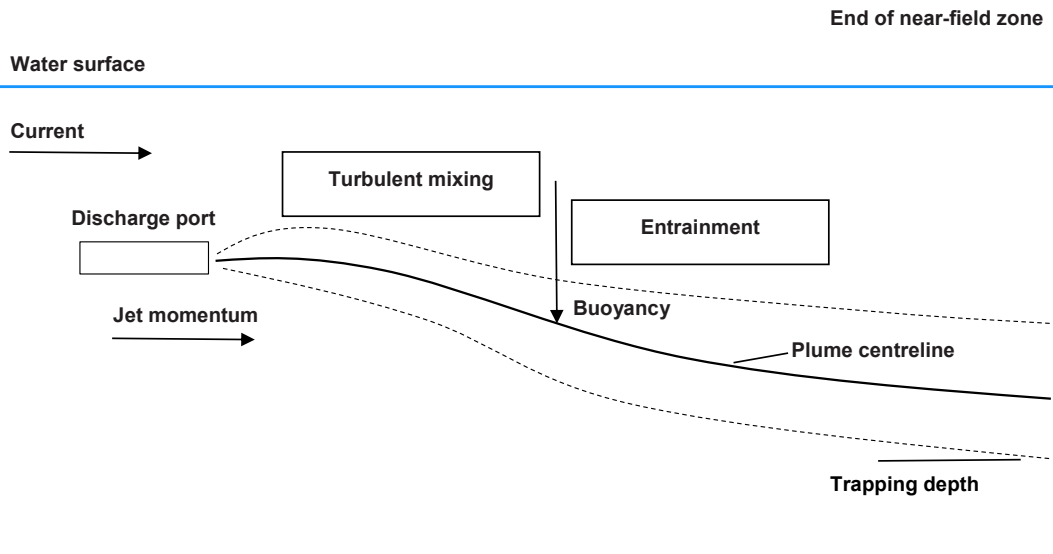 End of near-field zone
Water surface
Current
Turbulent mixing
Discharge port
Entrainment
Jet momentum
Buoyancy
Plume centreline
Trapping depth